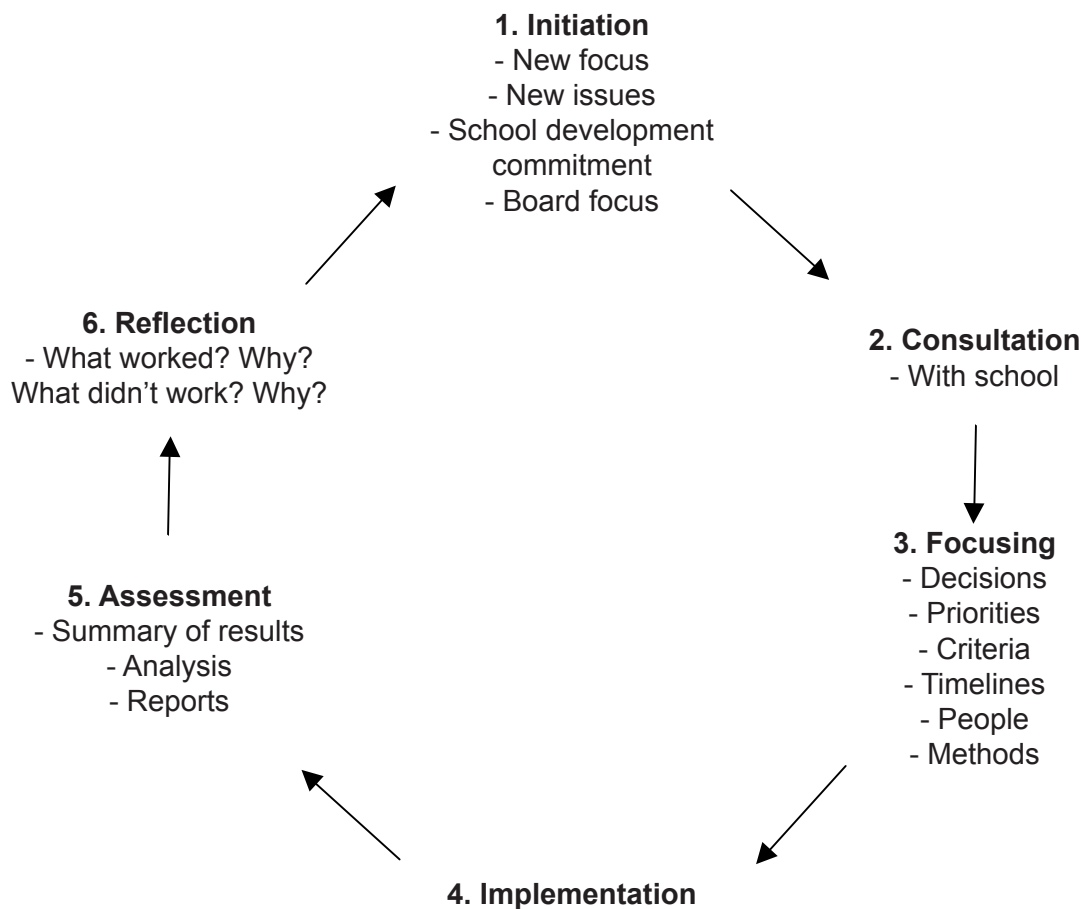 1. Initiation
- New focus
- New issues
- School development
commitment
- Board focus
2. Consultation
- With school
3. Focusing
- Decisions
- Priorities
- Criteria
- Timelines
- People
- Methods
4. Implementation
5. Assessment
- Summary of results
- Analysis
- Reports
6. Reflection
- What worked? Why?
What didn’t work? Why?